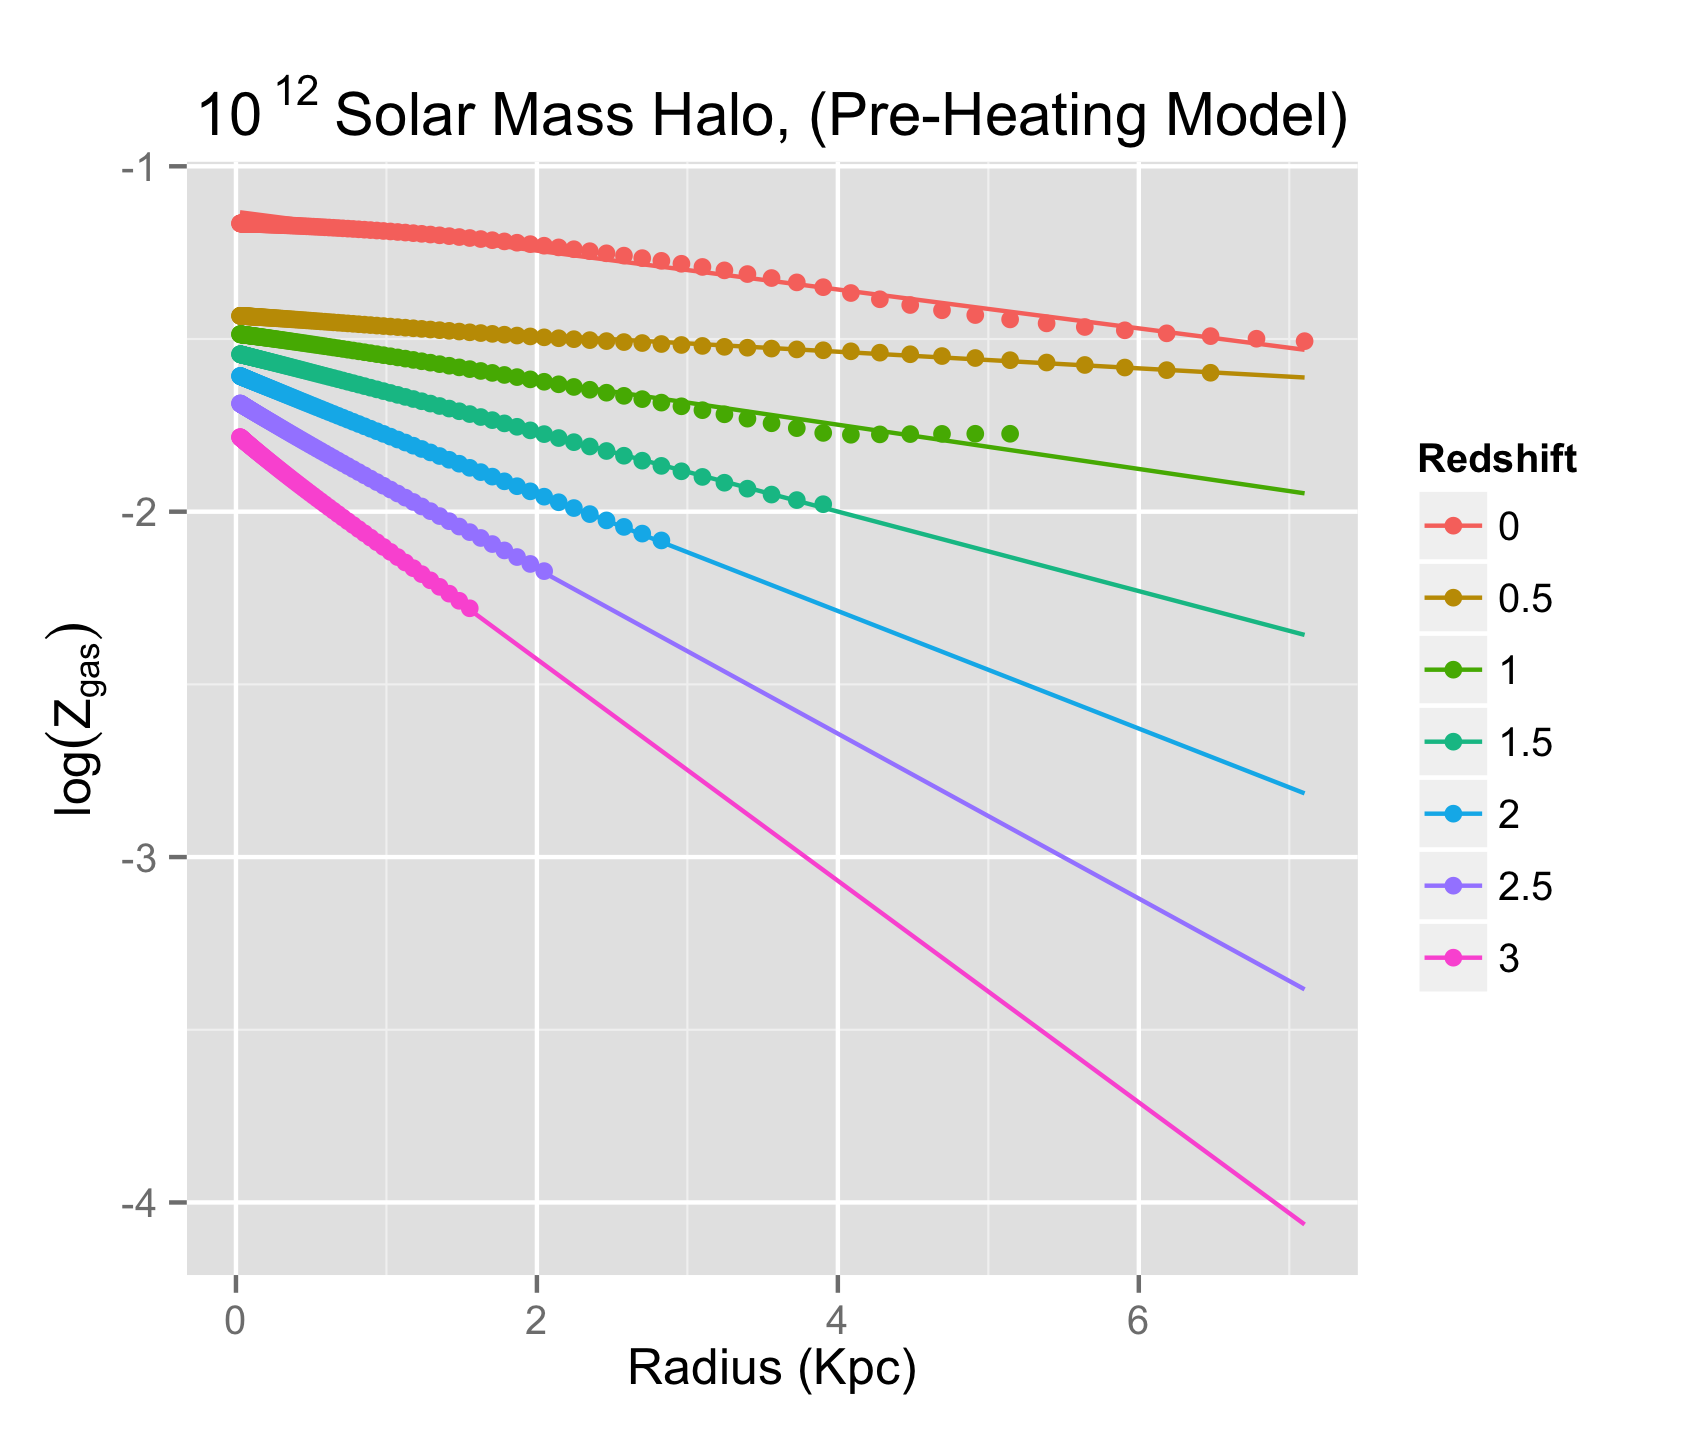 10 12 Solar Mass Halo, (Pre-Heating Model)
-1
-2
-3
-4
log(Zgas)
0 2 4 6
Radius (Kpc)
Redshift
0
0.5
1
1.5
2
2.5
3